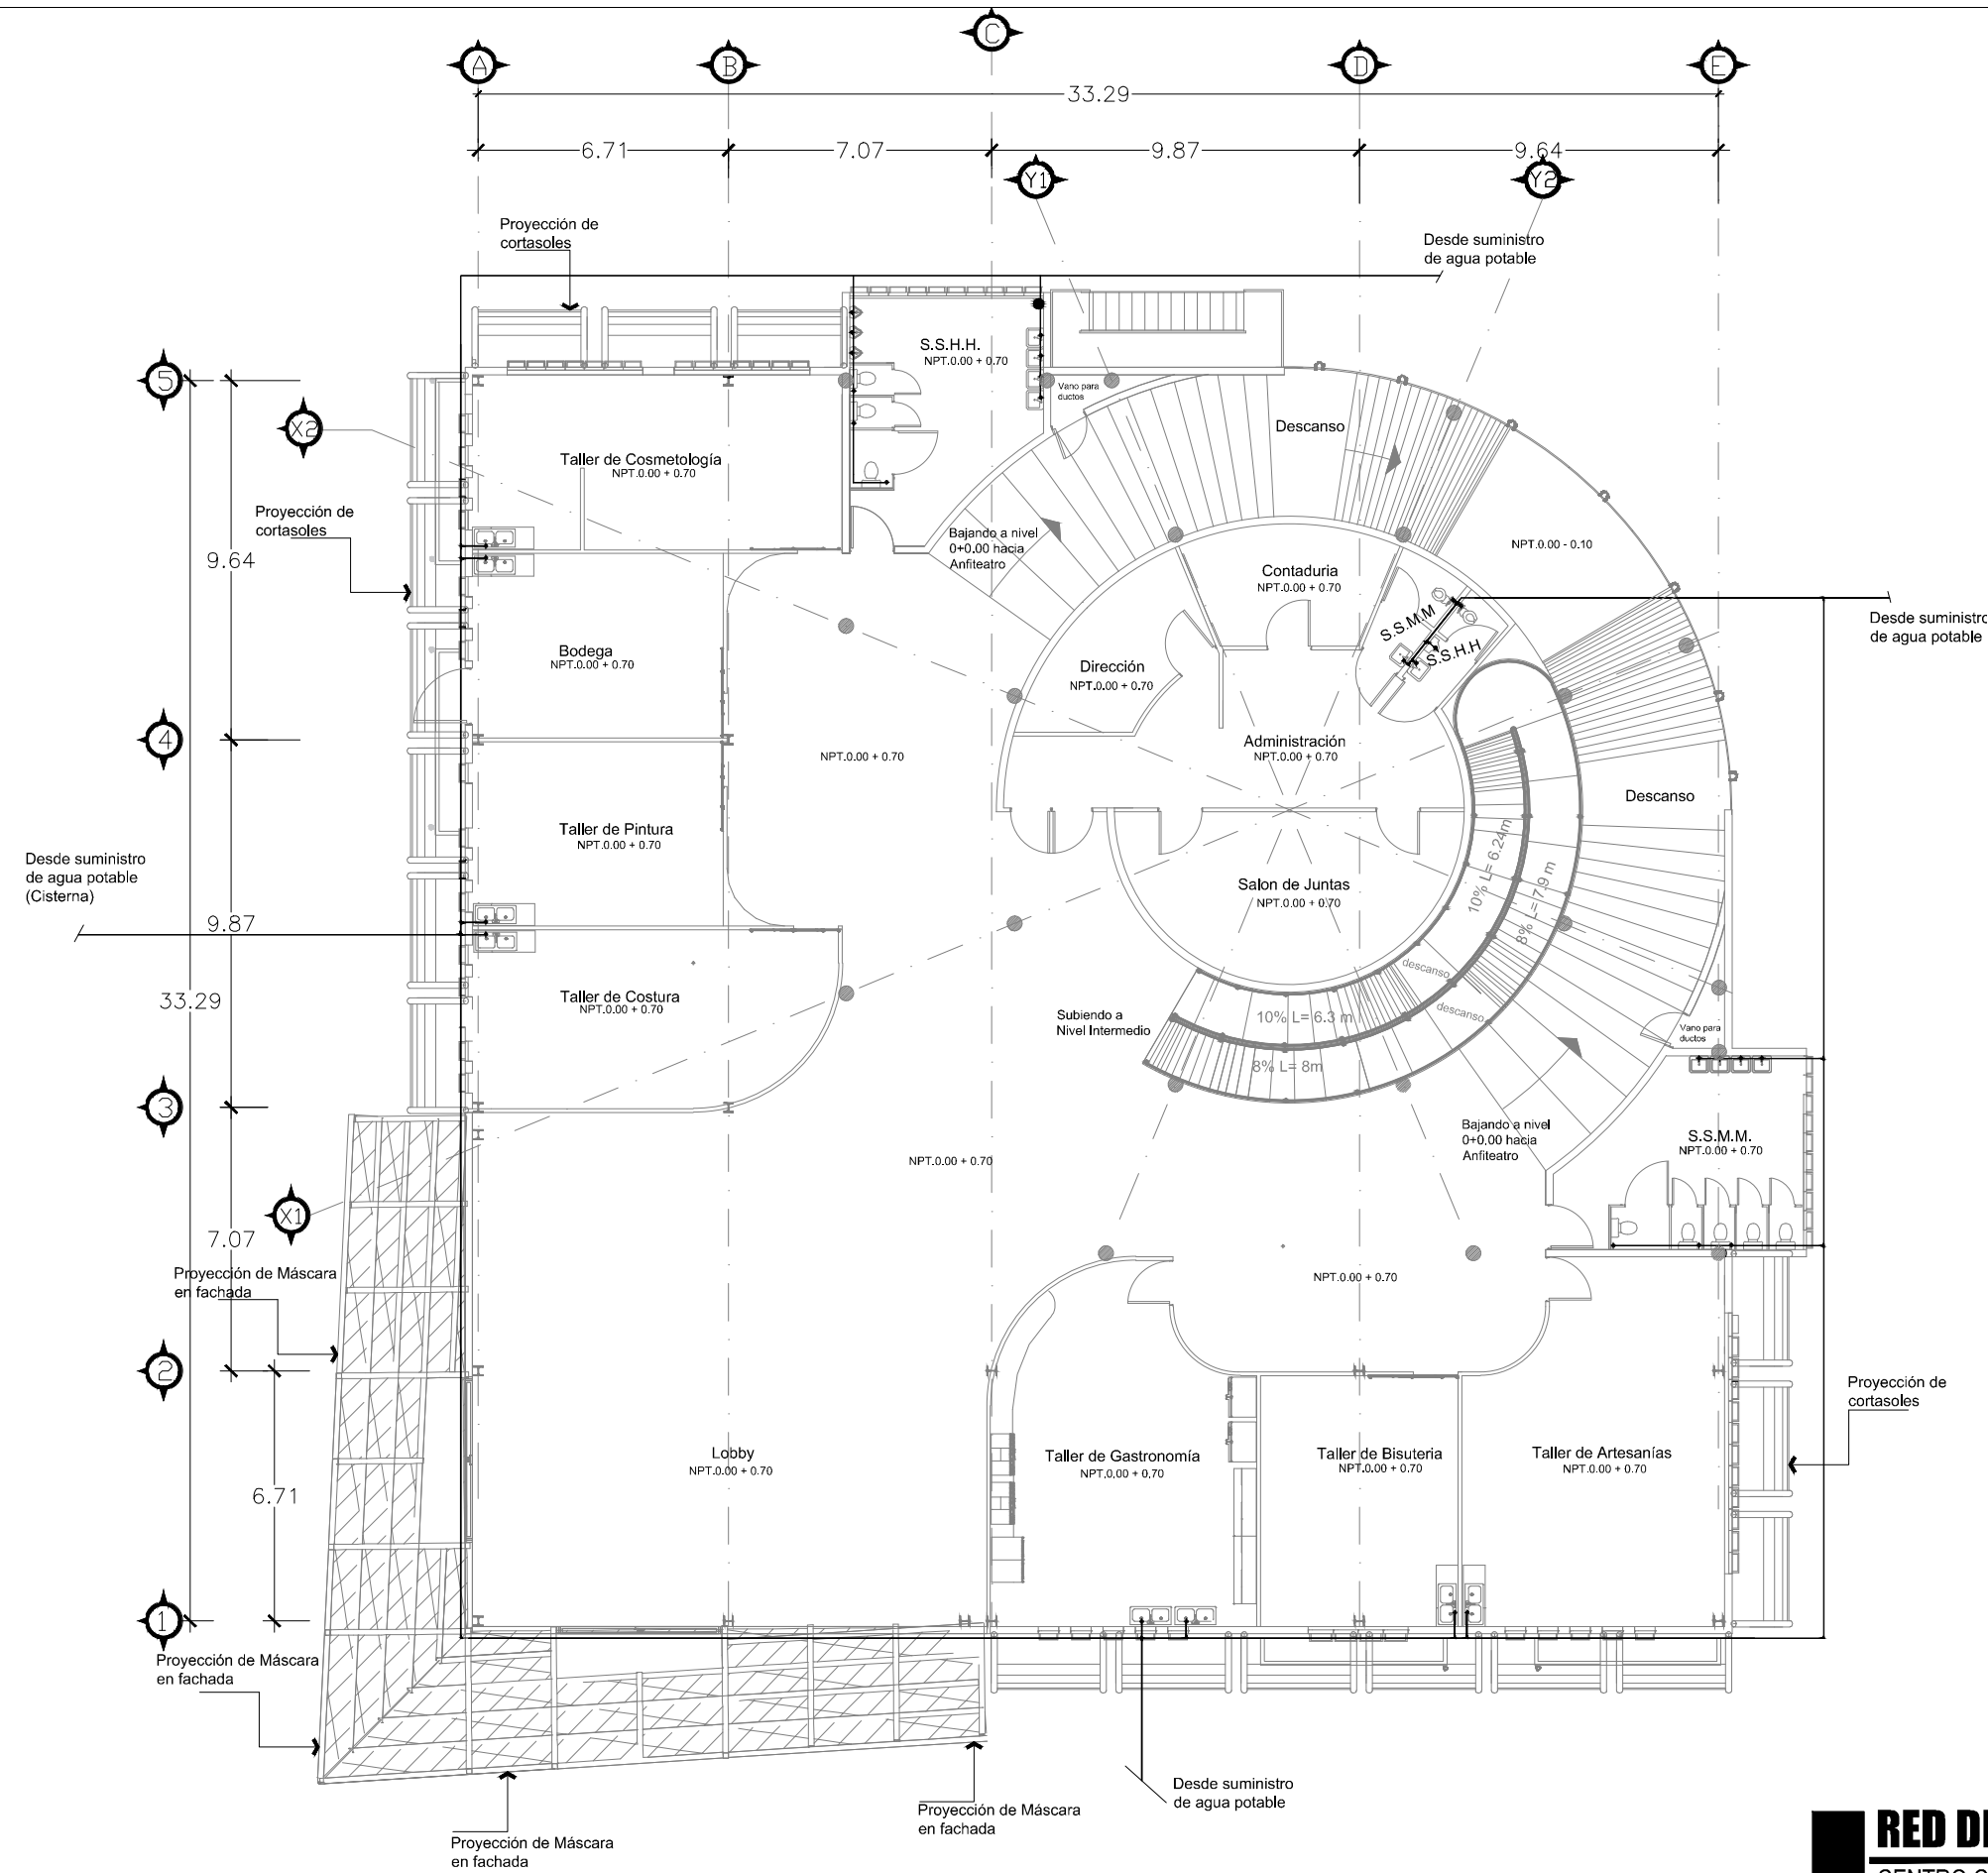 C
A
B
D
E
33.29
6.71
7.07
9.87
9.64
Y1
Y2
Proyección de
cortasoles
Desde suministro
de agua potable
S.S.H.H.
NPT.0.00 + 0.70
5
X2
Vano para
ductos
Descanso
Taller de Cosmetología
NPT.0.00 + 0.70
Proyección de
cortasoles
9.64
Bajando a nivel
0+0.00 hacia
Anfiteatro
NPT.0.00 - 0.10
Contaduria
NPT.0.00 + 0.70
S.S.M.M
S.S.H.H
Desde suministro
de agua potable
Bodega
NPT.0.00 + 0.70
Dirección
NPT.0.00 + 0.70
4
NPT.0.00 + 0.70
Administración
NPT.0.00 + 0.70
Descanso
Taller de Pintura
NPT.0.00 + 0.70
10% L= 6.24m
8% L=7.9 m
Desde suministro
de agua potable
(Cisterna)
9.87
Salon de Juntas
NPT.0.00 + 0.70
33.29
Taller de Costura
NPT.0.00 + 0.70
descanso
descanso
Subiendo a
Nivel Intermedio
10% L= 6.3 m
8% L= 8m
Vano para
ductos
3
Bajando a nivel
0+0.00 hacia
Anfiteatro
S.S.M.M.
NPT.0.00 + 0.70
NPT.0.00 + 0.70
X1
7.07
Proyección de Máscara
en fachada
NPT.0.00 + 0.70
2
Proyección de
cortasoles
Lobby
NPT.0.00 + 0.70
Taller de Gastronomía
NPT.0.00 + 0.70
Taller de Bisuteria
NPT.0.00 + 0.70
Taller de Artesanías
NPT.0.00 + 0.70
6.71
1
Proyección de Máscara
en fachada
Desde suministro
de agua potable
Proyección de Máscara
en fachada
Proyección de Máscara
en fachada
RED